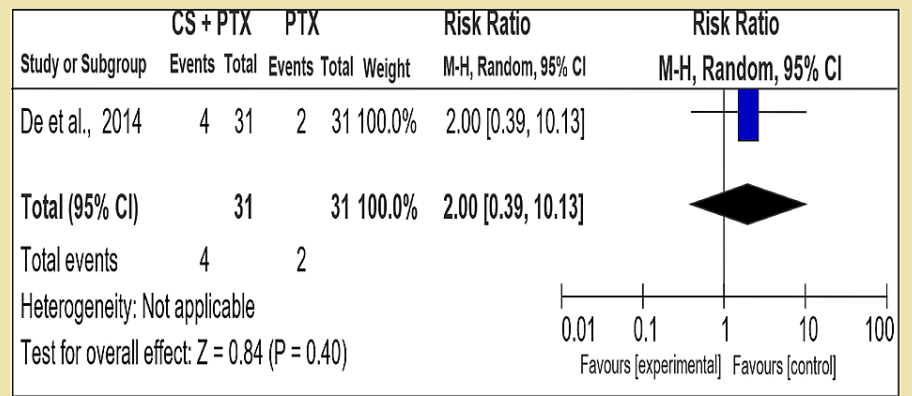 CS + PTX PTX Risk Ratio Risk Ratio
Study or Subgroup Events Total Events Total Weight M-H, Random, 95% CI M-H, Random, 95% CI
De et al., 2014 4 31 2 31 100.0% 2.00 [0.39, 10.13]
Total (95% CI) 31 31 100.0% 2.00 [0.39, 10.13]
Total events 4 2
Heterogeneity: Not applicable
Test for overall effect: Z = 0.84 (P = 0.40)
0.01 0.1 1 10 100
Favours [experimental] Favours [control]